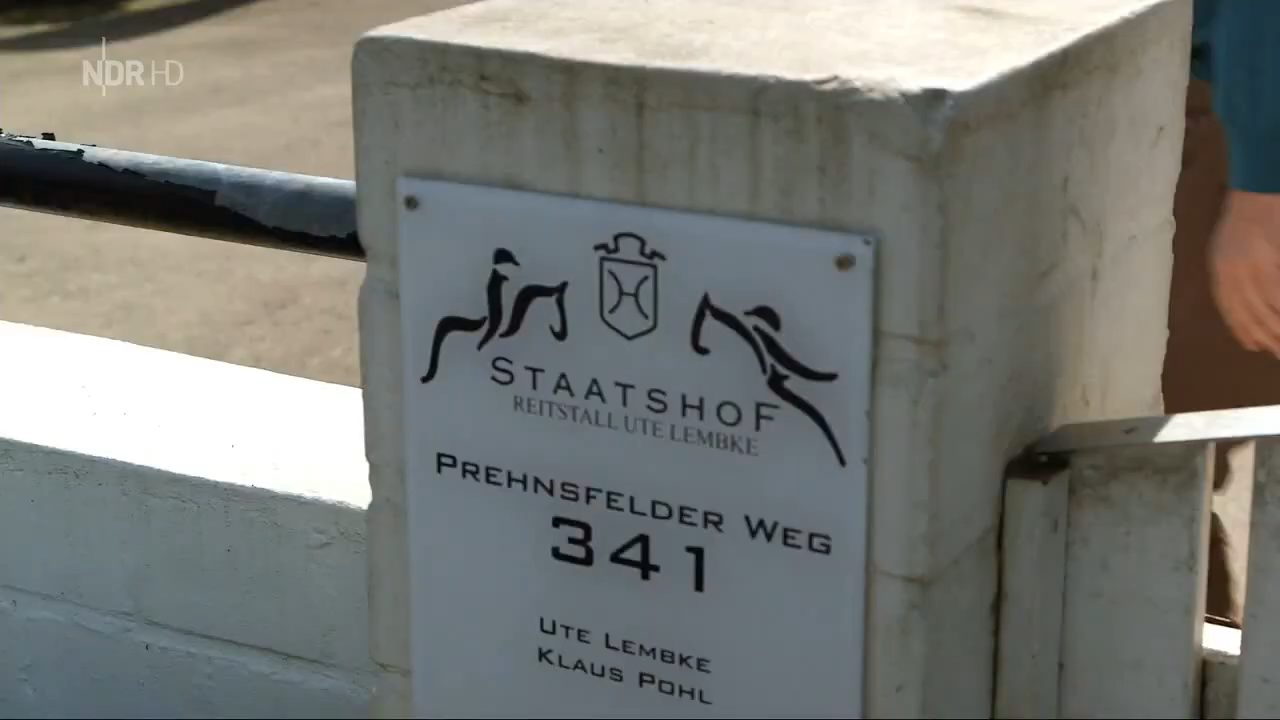 NDR HD
STAATSHOF
REITSTALL UTE LEMBKE
PREHNSFELDER WEG
341
UTE LEMBKE
KLAUS POHL